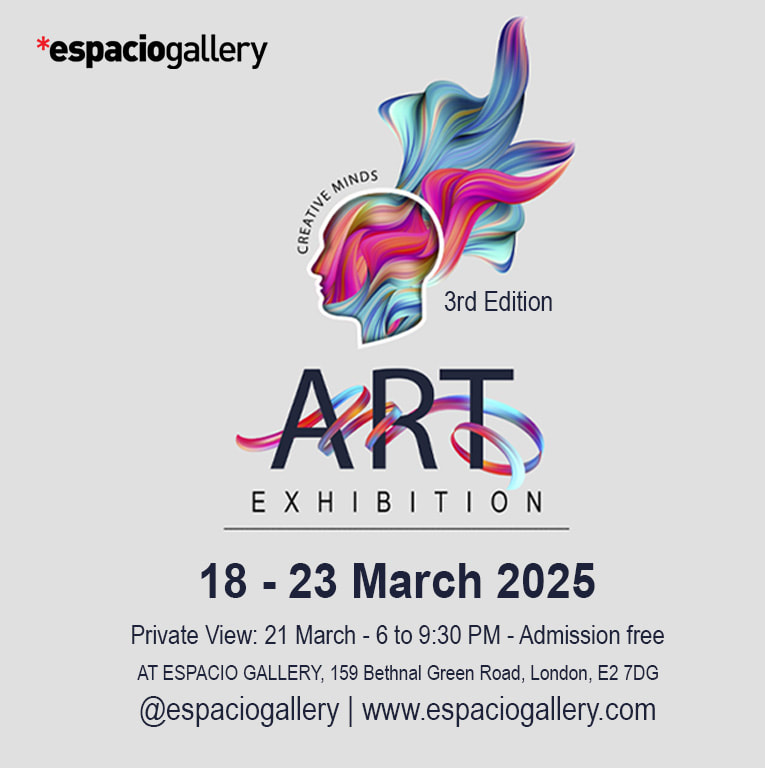 *espaciogallery
CREATIVE MINDS
3rd Edition
ART
EXHIBITION
18 - 23 March 2025
Private View: 21 March - 6 to 9:30 PM - Admission free
AT ESPACIO GALLERY, 159 Bethnal Green Road, London, E2 7DG
@espaciogallery | www.espaciogallery.com